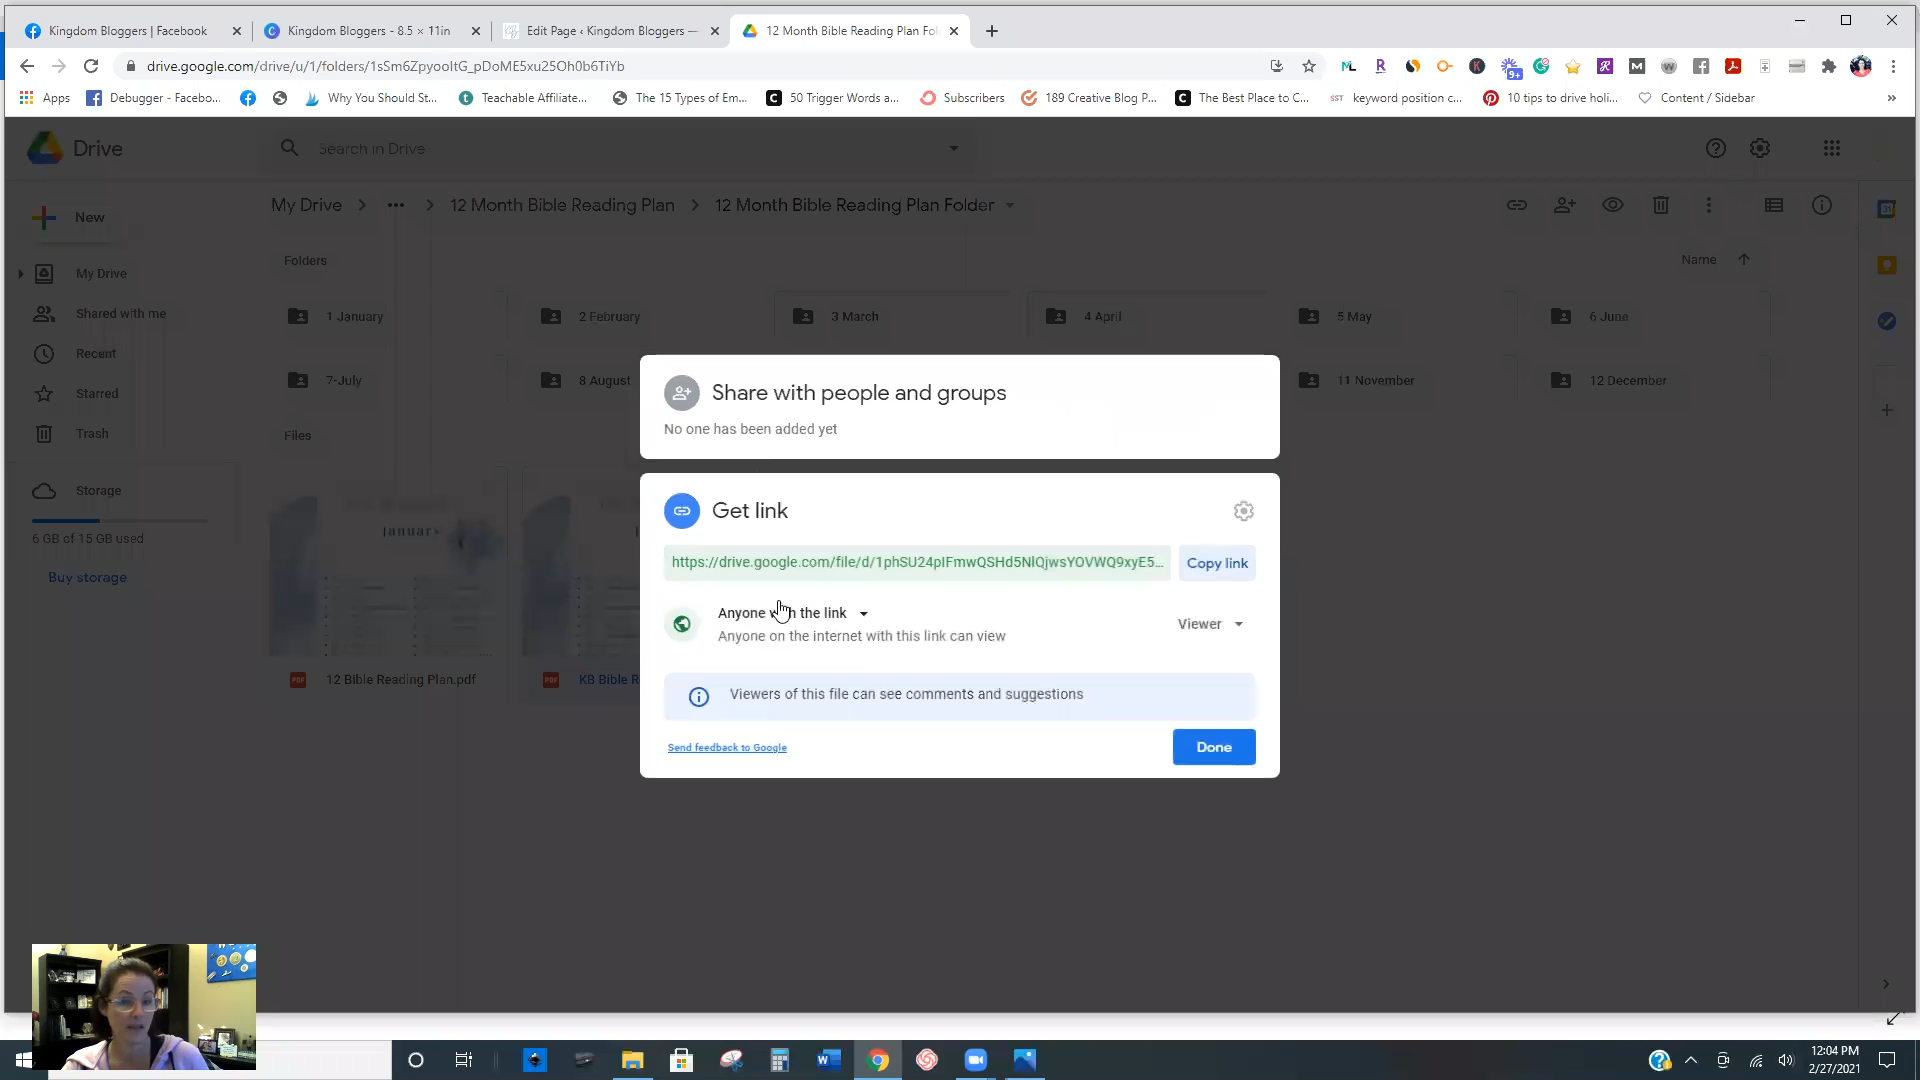 Kingdom Bloggers | Facebook
Kingdom Bloggers - 8.5 × 11in
Edit Page ‹ Kingdom Bloggers —
12 Month Bible Reading Plan Fol
drive.google.com/drive/u/1/folders/1sSm6ZpyooItG_pDoME5xu25Oh0b6TiYb
9+
Apps
Debugger - Facebo...
Why You Should St...
Teachable Affiliate...
The 15 Types of Em...
50 Trigger Words a...
Subscribers
189 Creative Blog P...
The Best Place to C...
SST
keyword position c...
10 tips to drive holi...
Content / Sidebar
Drive
Search in Drive
My Drive
12 Month Bible Reading Plan
12 Month Bible Reading Plan Folder
New
Folders
Name
My Drive
Shared with me
Recent
Starred
Trash
Storage
6 GB of 15 GB used
Buy storage
1 January
2 February
3 March
4 April
5 May
6 June
7-July
8 August
11 November
12 December
Files
January
12 Bible Reading Plan.pdf
KB Bible R
Share with people and groups
No one has been added yet
Get link
https://drive.google.com/file/d/1phSU24pIFmwQSHd5NlQjwsYOVWQ9xyE5...
Copy link
Anyone with the link
Anyone on the internet with this link can view
Viewer
Viewers of this file can see comments and suggestions
Send feedback to Google
Done
12:04 PM
2/27/2021